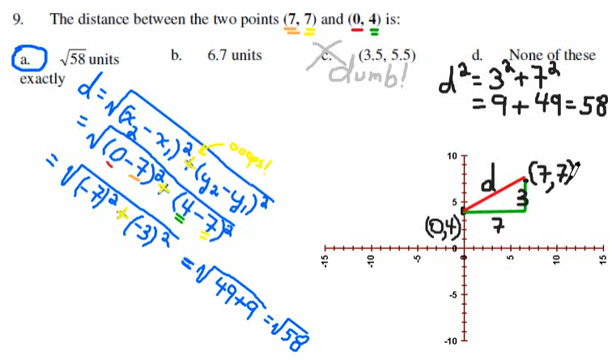 9. The distance between the two points (7, 7) and (0, 4) is:
a. √58 units b. 6.7 units c. (3.5, 5.5) d. None of these
exactly
dumb!
d² = 3² + 7²
= 9 + 49 = 58
d = √(x₂ - x₁)² + (y₂ - y₁)²
oops!
= √(0 - 7)² + (4 - 7)²
= √(-7)² + (-3)²
= √49+9 = √58
10
d
(7,7)
5
3
(0,4)
7
-15 -10 -5 0 5 10 15
-5
-10